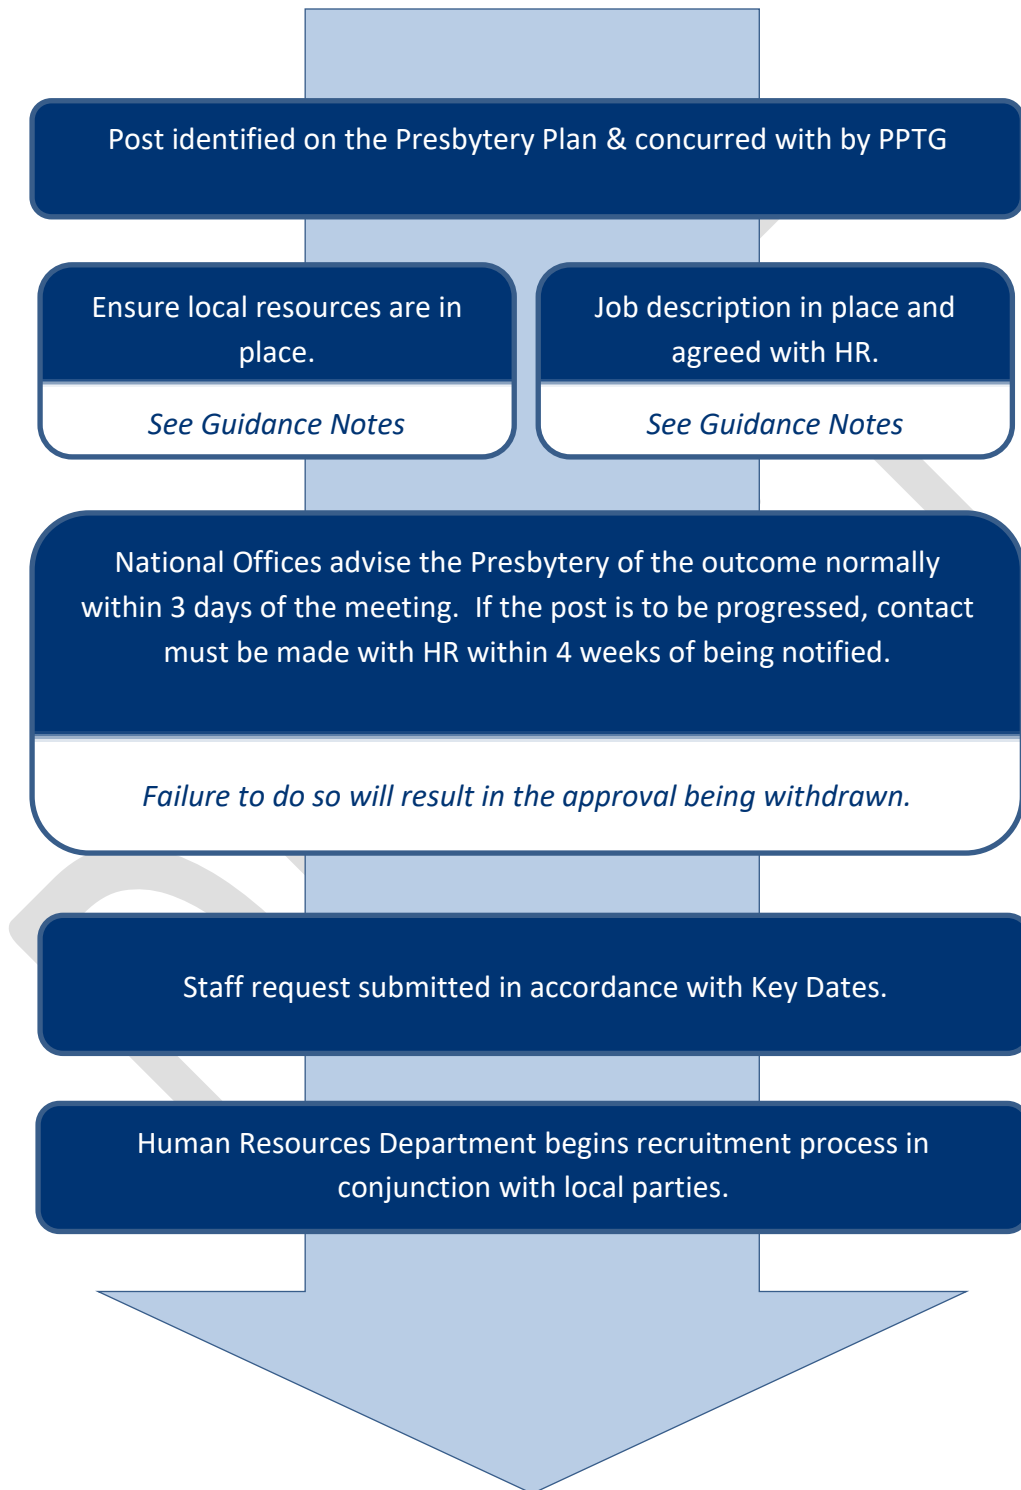 Post identified on the Presbytery Plan & concurred with by PPTG
Ensure local resources are in
place.
See Guidance Notes
Job description in place and
agreed with HR.
See Guidance Notes
National Offices advise the Presbytery of the outcome normally
within 3 days of the meeting.  If the post is to be progressed, contact
must be made with HR within 4 weeks of being notified.
Failure to do so will result in the approval being withdrawn.
Staff request submitted in accordance with Key Dates.
Human Resources Department begins recruitment process in
conjunction with local parties.